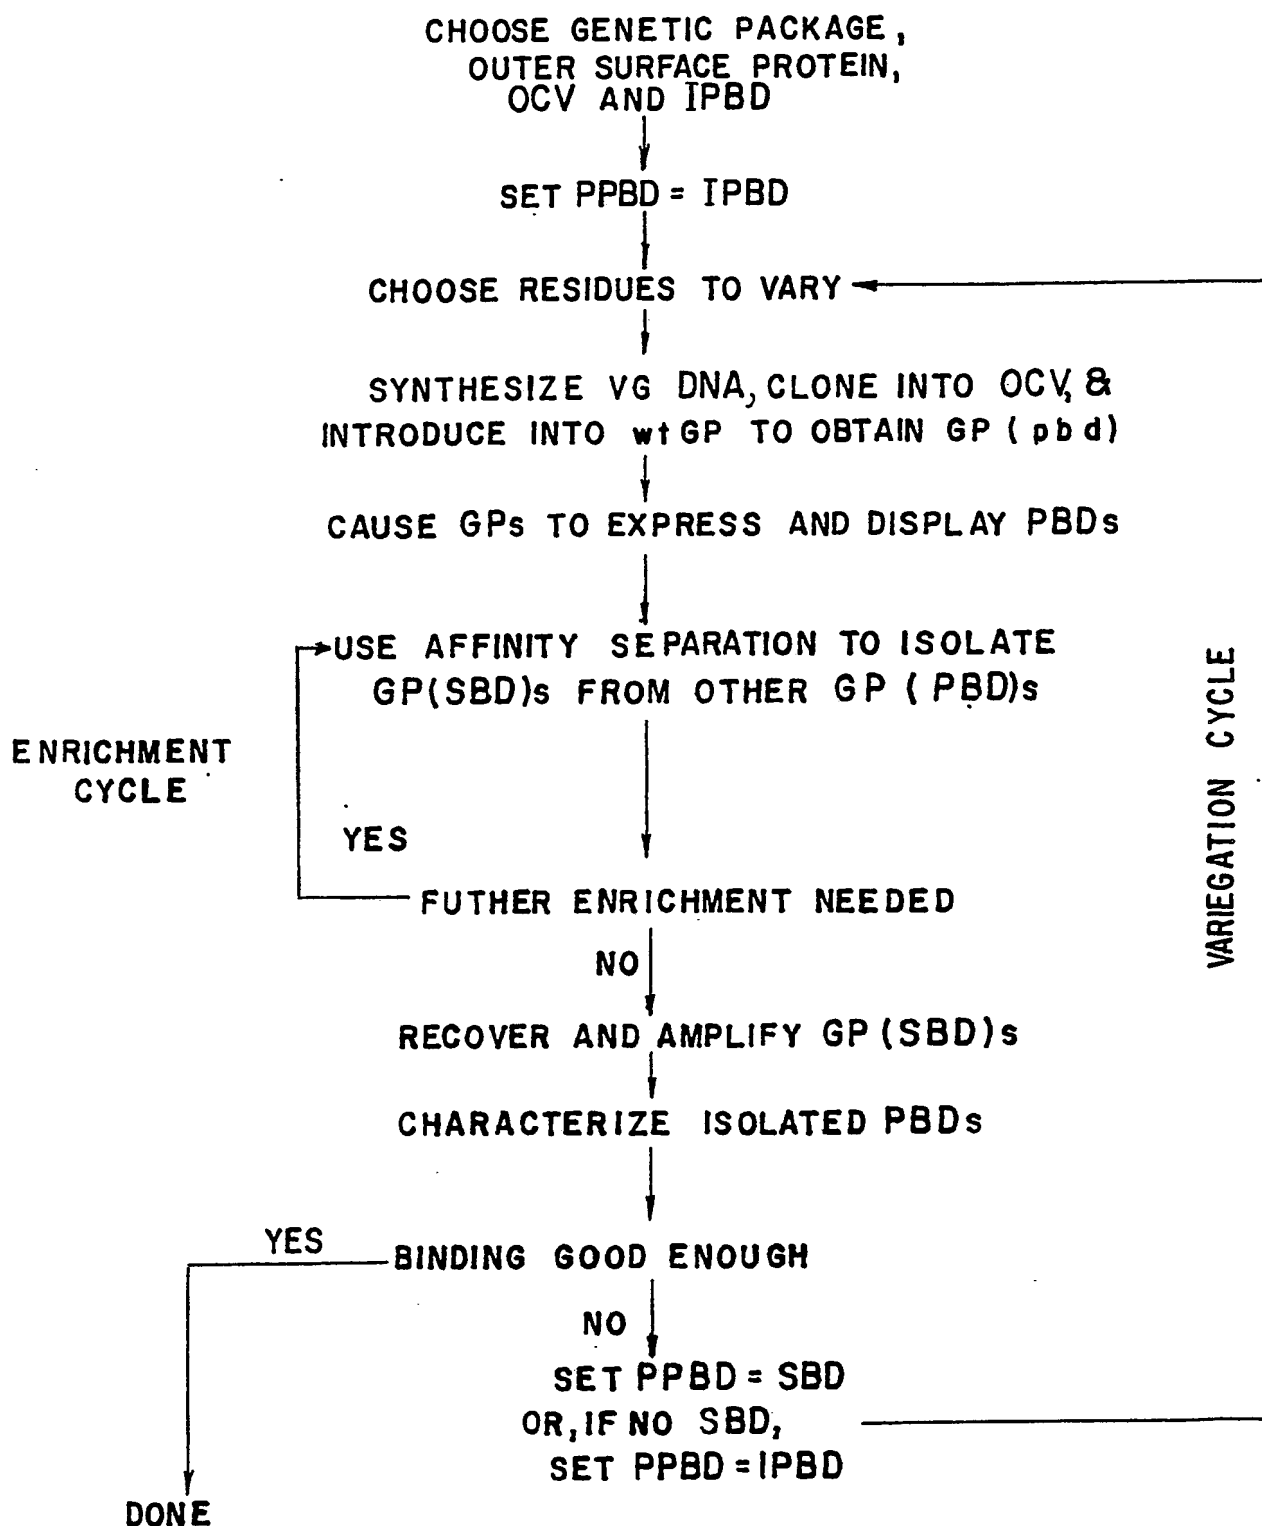 CHOOSE GENETIC PACKAGE,
OUTER SURFACE PROTEIN,
OCV AND IPBD
SET PPBD = IPBD
CHOOSE RESIDUES TO VARY
SYNTHESIZE VG DNA, CLONE INTO OCV, &
INTRODUCE INTO wtGP TO OBTAIN GP (pbd)
CAUSE GPs TO EXPRESS AND DISPLAY PBDs
USE AFFINITY SEPARATION TO ISOLATE
GP(SBD)s FROM OTHER GP (PBD)s
ENRICHMENT
CYCLE
VARIEGATION CYCLE
YES
FUTHER ENRICHMENT NEEDED
NO
RECOVER AND AMPLIFY GP (SBD)s
CHARACTERIZE ISOLATED PBDs
YES
BINDING GOOD ENOUGH
NO
SET PPBD = SBD
OR, IF NO SBD,
SET PPBD = IPBD
DONE